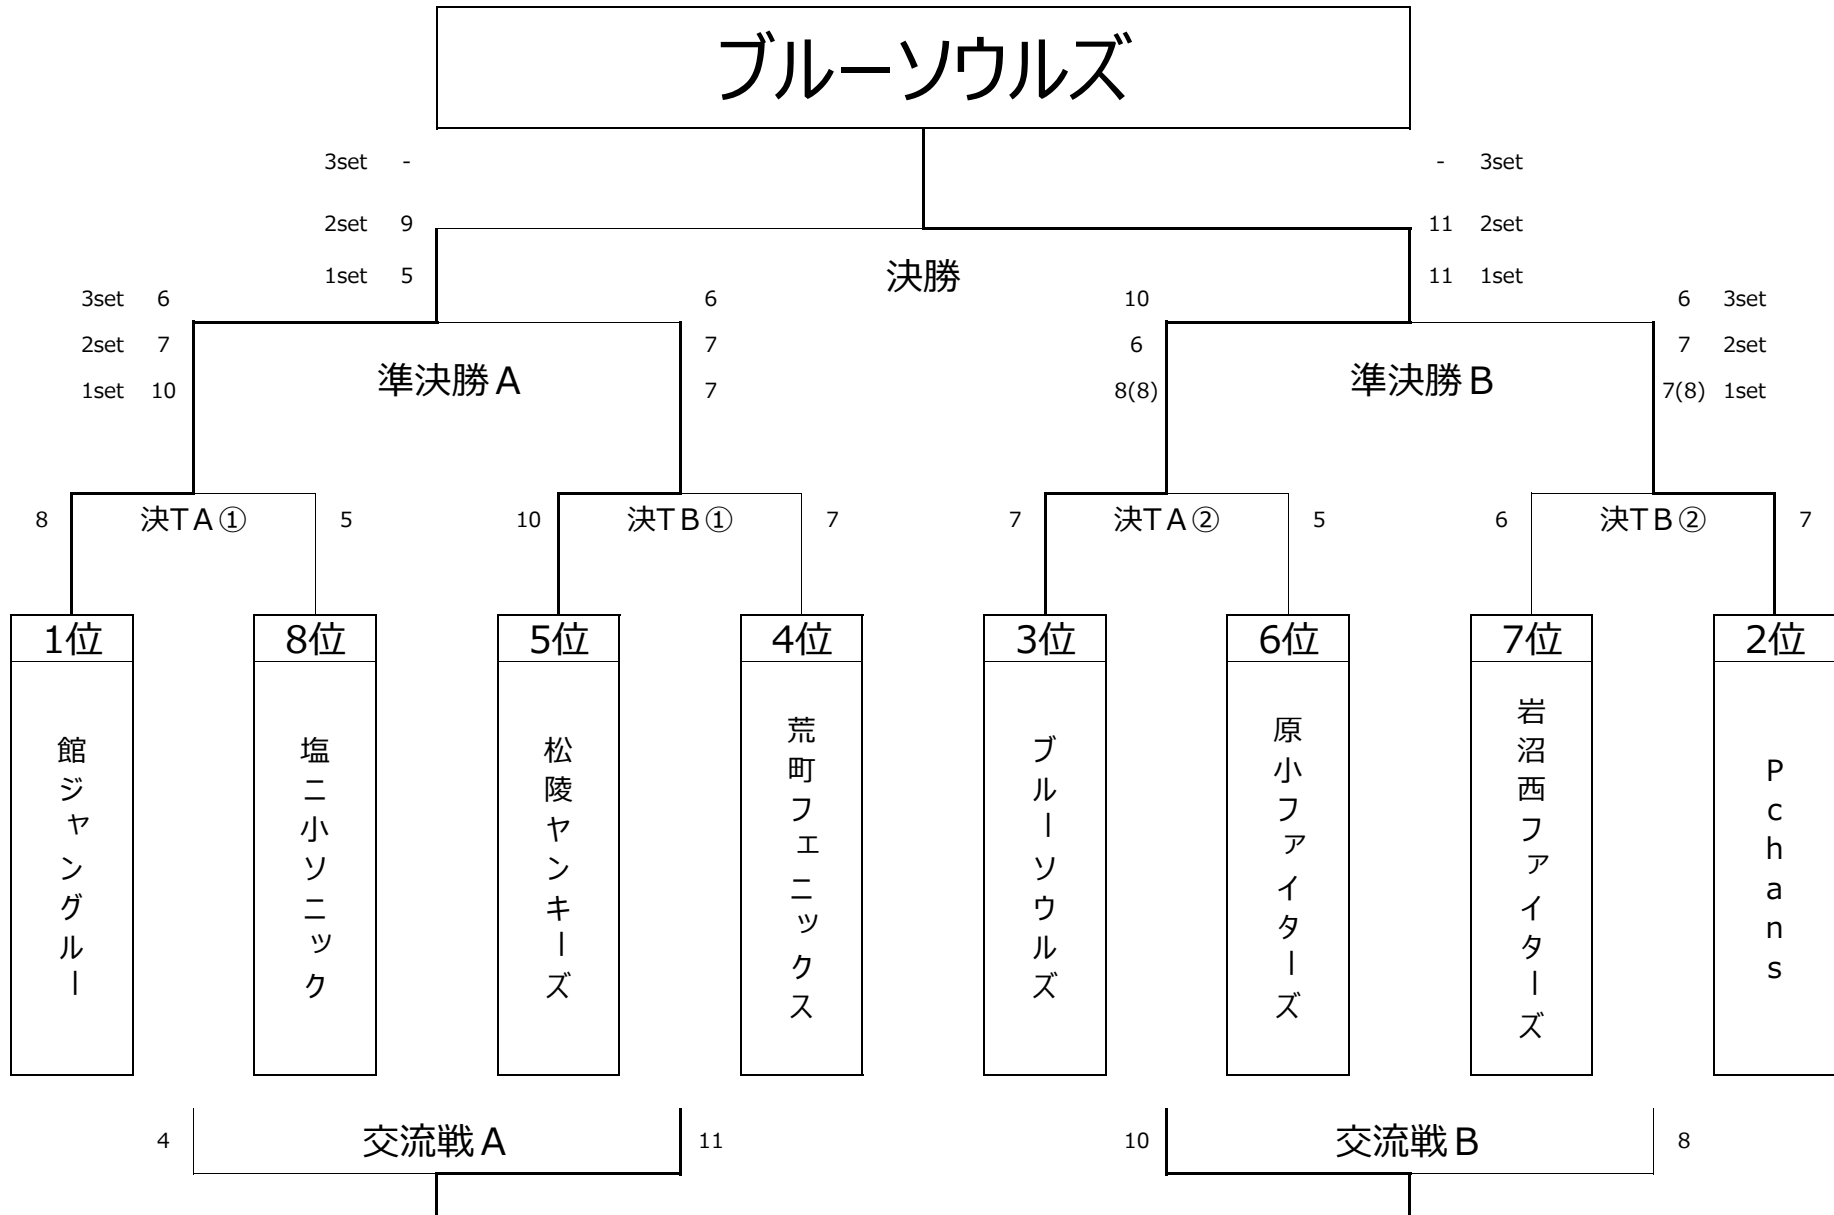 ブルーソウルズ
3set - - 3set
2set 9 11 2set
1set 5 決勝 11 1set
3set 6 6 10 6 3set
2set 7 7 6 7 2set
準決勝A 準決勝B
1set 10 7 8(8) 7(8) 1set
8 決TA① 5 10 決TB① 7 7 決TA② 5 6 決TB② 7
1位 8位 5位 4位 3位 6位 7位 2位
館ジャングルー
塩ニ小ソニック
松陵ヤンキーズ
荒町フェニックス
ブルーソウルズ
原小ファイターズ
岩沼西ファイターズ
Pchans
4 交流戦A 11 10 交流戦B 8